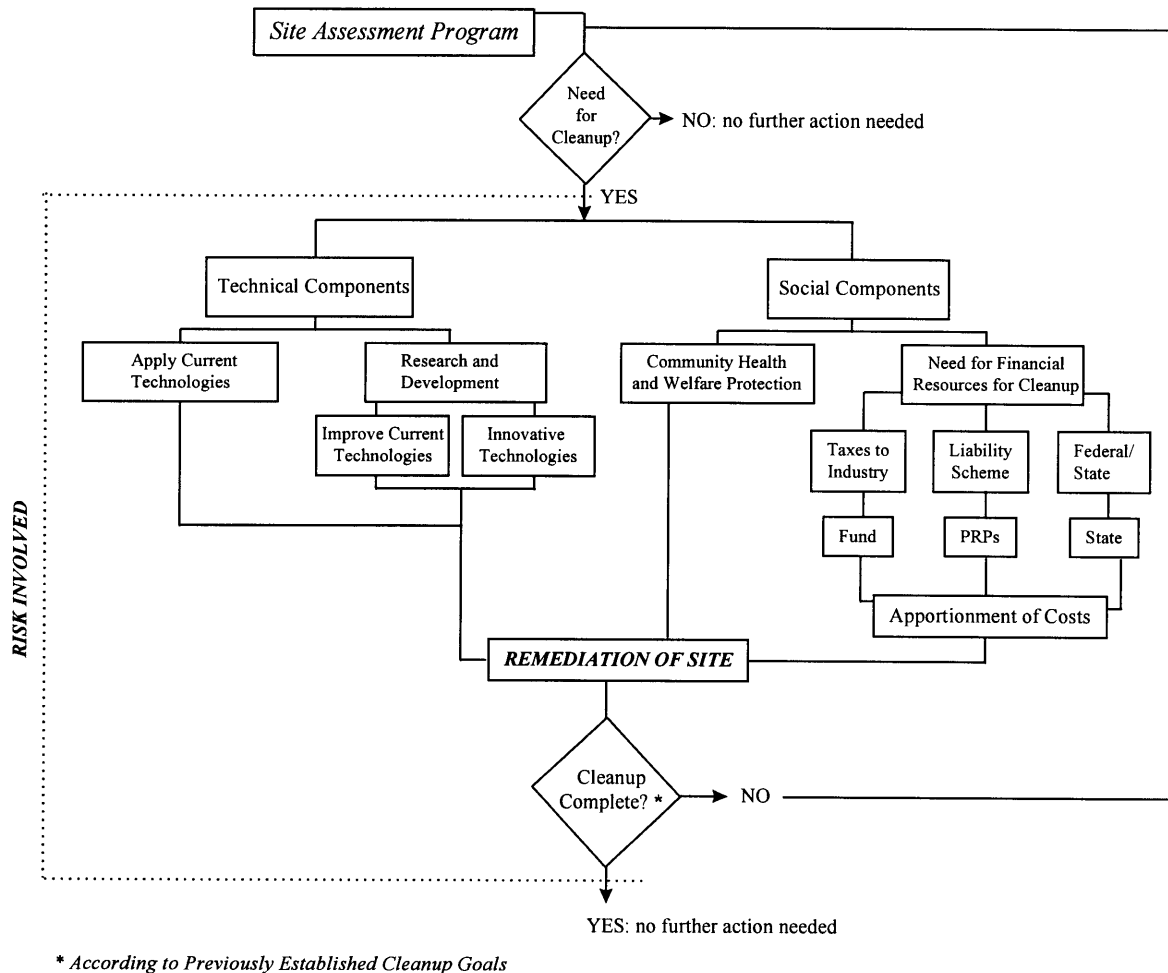 Site Assessment Program
Need
for
Cleanup?
NO: no further action needed
YES
Technical Components
Social Components
Apply Current
Technologies
Research and
Development
Community Health
and Welfare Protection
Need for Financial
Resources for Cleanup
Improve Current
Technologies
Innovative
Technologies
Taxes to
Industry
Liability
Scheme
Federal/
State
Fund
PRPs
State
Apportionment of Costs
RISK INVOLVED
REMEDIATION OF SITE
Cleanup
Complete? *
NO
YES: no further action needed
* According to Previously Established Cleanup Goals